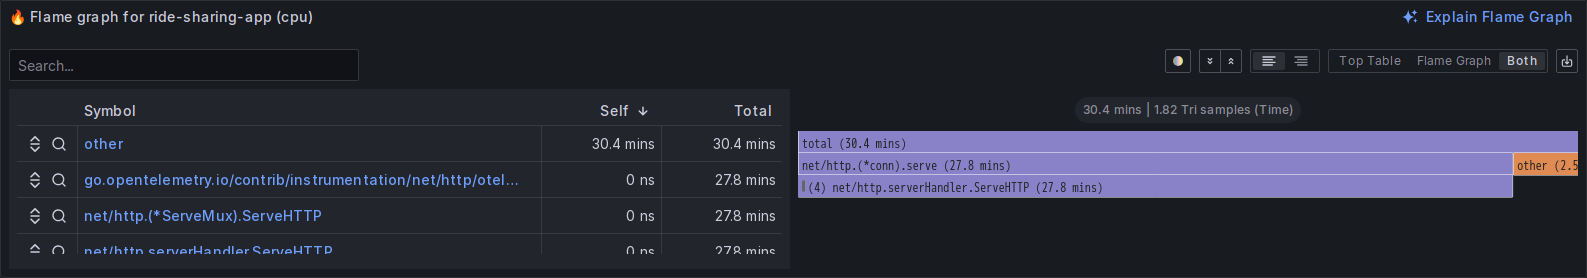 🔥 Flame graph for ride-sharing-app (cpu)
Explain Flame Graph
Search...
Top Table Flame Graph Both
Symbol Self Total
other 30.4 mins 30.4 mins
go.opentelemetry.io/contrib/instrumentation/net/http/otel... 0 ns 27.8 mins
net/http.(*ServeMux).ServeHTTP 0 ns 27.8 mins
net/http.serverHandler.ServeHTTP 0 ns 27.8 mins
30.4 mins | 1.82 Tri samples (Time)
total (30.4 mins)
net/http.(*conn).serve (27.8 mins) other (2.5
(4) net/http.serverHandler.ServeHTTP (27.8 mins)